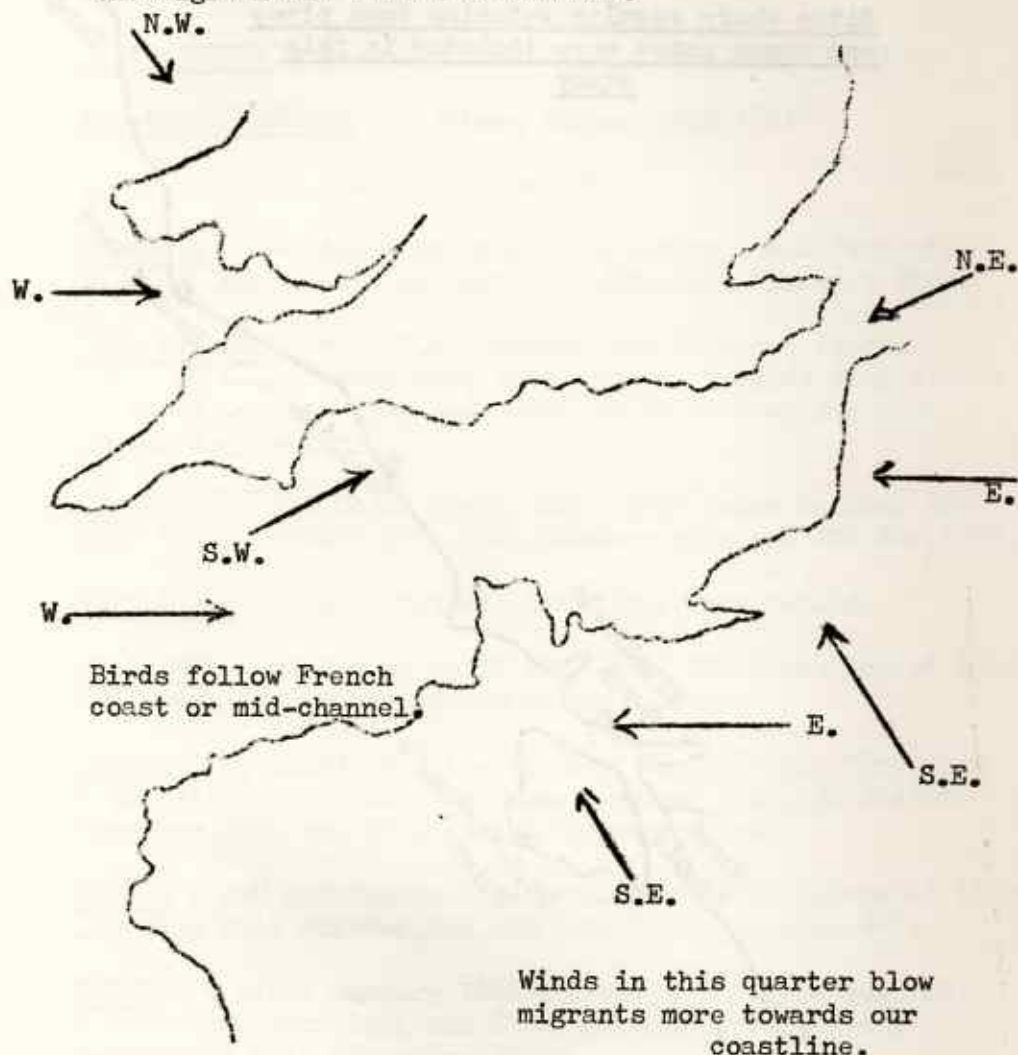 N.W.
N.E.
W.
E.
S.W.
W.
Birds follow French
coast or mid-channel.
E.
S.E.
S.E.
Winds in this quarter blow
migrants more towards our
coastline.